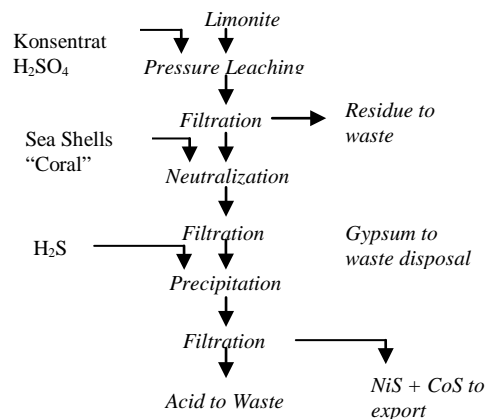 Limonite
Konsentrat
H₂SO₄
Pressure Leaching
Filtration
Residue to
waste
Sea Shells
“Coral”
Neutralization
Filtration
Gypsum to
waste disposal
H₂S
Precipitation
Filtration
Acid to Waste
NiS + CoS to
export